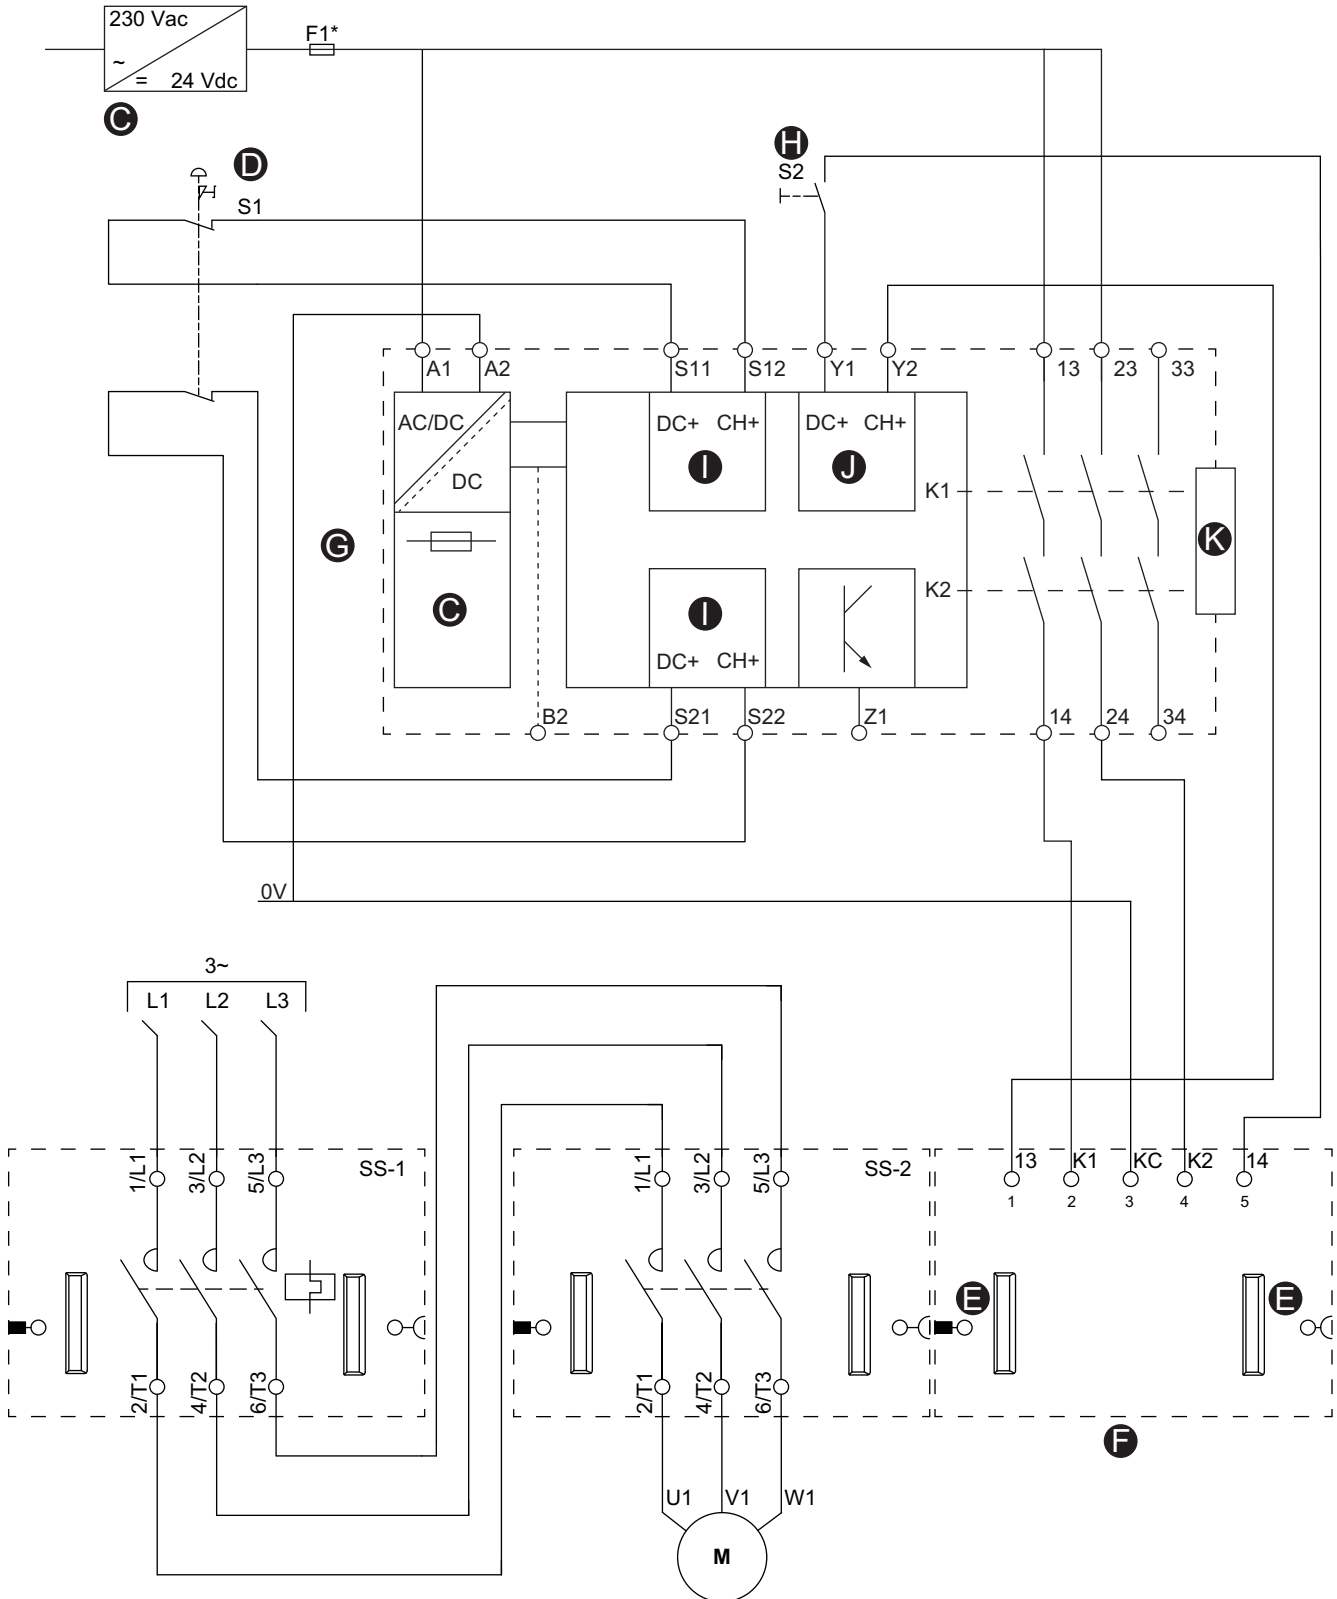 230 Vac
~
= 24 Vdc
F1*
C
D
S1
H
S2
A1 A2 S11 S12 Y1 Y2 13 23 33
AC/DC
DC
DC+ CH+
I
DC+ CH+
J
K1
G
K
K2
C
I
DC+ CH+
B2 S21 S22 Z1 14 24 34
0V
3~
L1 L2 L3
1/L1 3/L2 5/L3 SS-1
1/L1 3/L2 5/L3 SS-2
13 K1 KC K2 14
1 2 3 4 5
E E
2/T1 4/T2 6/T3
2/T1 4/T2 6/T3
F
U1 V1 W1
M